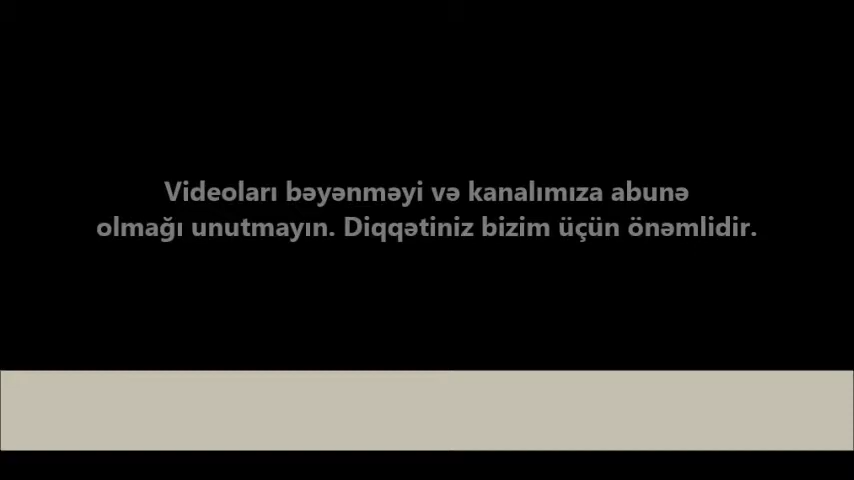 Videoları bəyənməyi və kanalımıza abunə
olmağı unutmayın. Diqqətiniz bizim üçün önəmlidir.